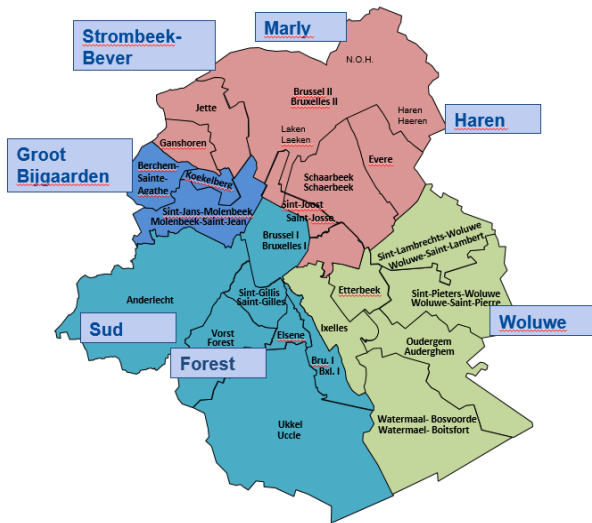 Marly
Strombeek-
Bever
N.O.H.
Brussel II
Bruxelles II
Jette
Haren
Haeren
Haren
Laken
Laeken
Ganshoren
Evere
Groot
Bijgaarden
Berchem-
Sainte-
Agathe
Koekelberg
Schaarbeek
Schaerbeek
Sint-Joost
Saint-Josse
Sint-Jans-Molenbeek
Molenbeek-Saint-Jean
Brussel I
Bruxelles I
Sint-Lambrechts-Woluwe
Woluwe-Saint-Lambert
Etterbeek
Sint-Pieters-Woluwe
Woluwe-Saint-Pierre
Anderlecht
Sint-Gillis
Saint-Gilles
Woluwe
Sud
Vorst
Forest
Elsene
Ixelles
Oudergem
Auderghem
Forest
Bru. I
Bxl. I
Watermaal- Bosvoorde
Watermael- Boitsfort
Ukkel
Uccle